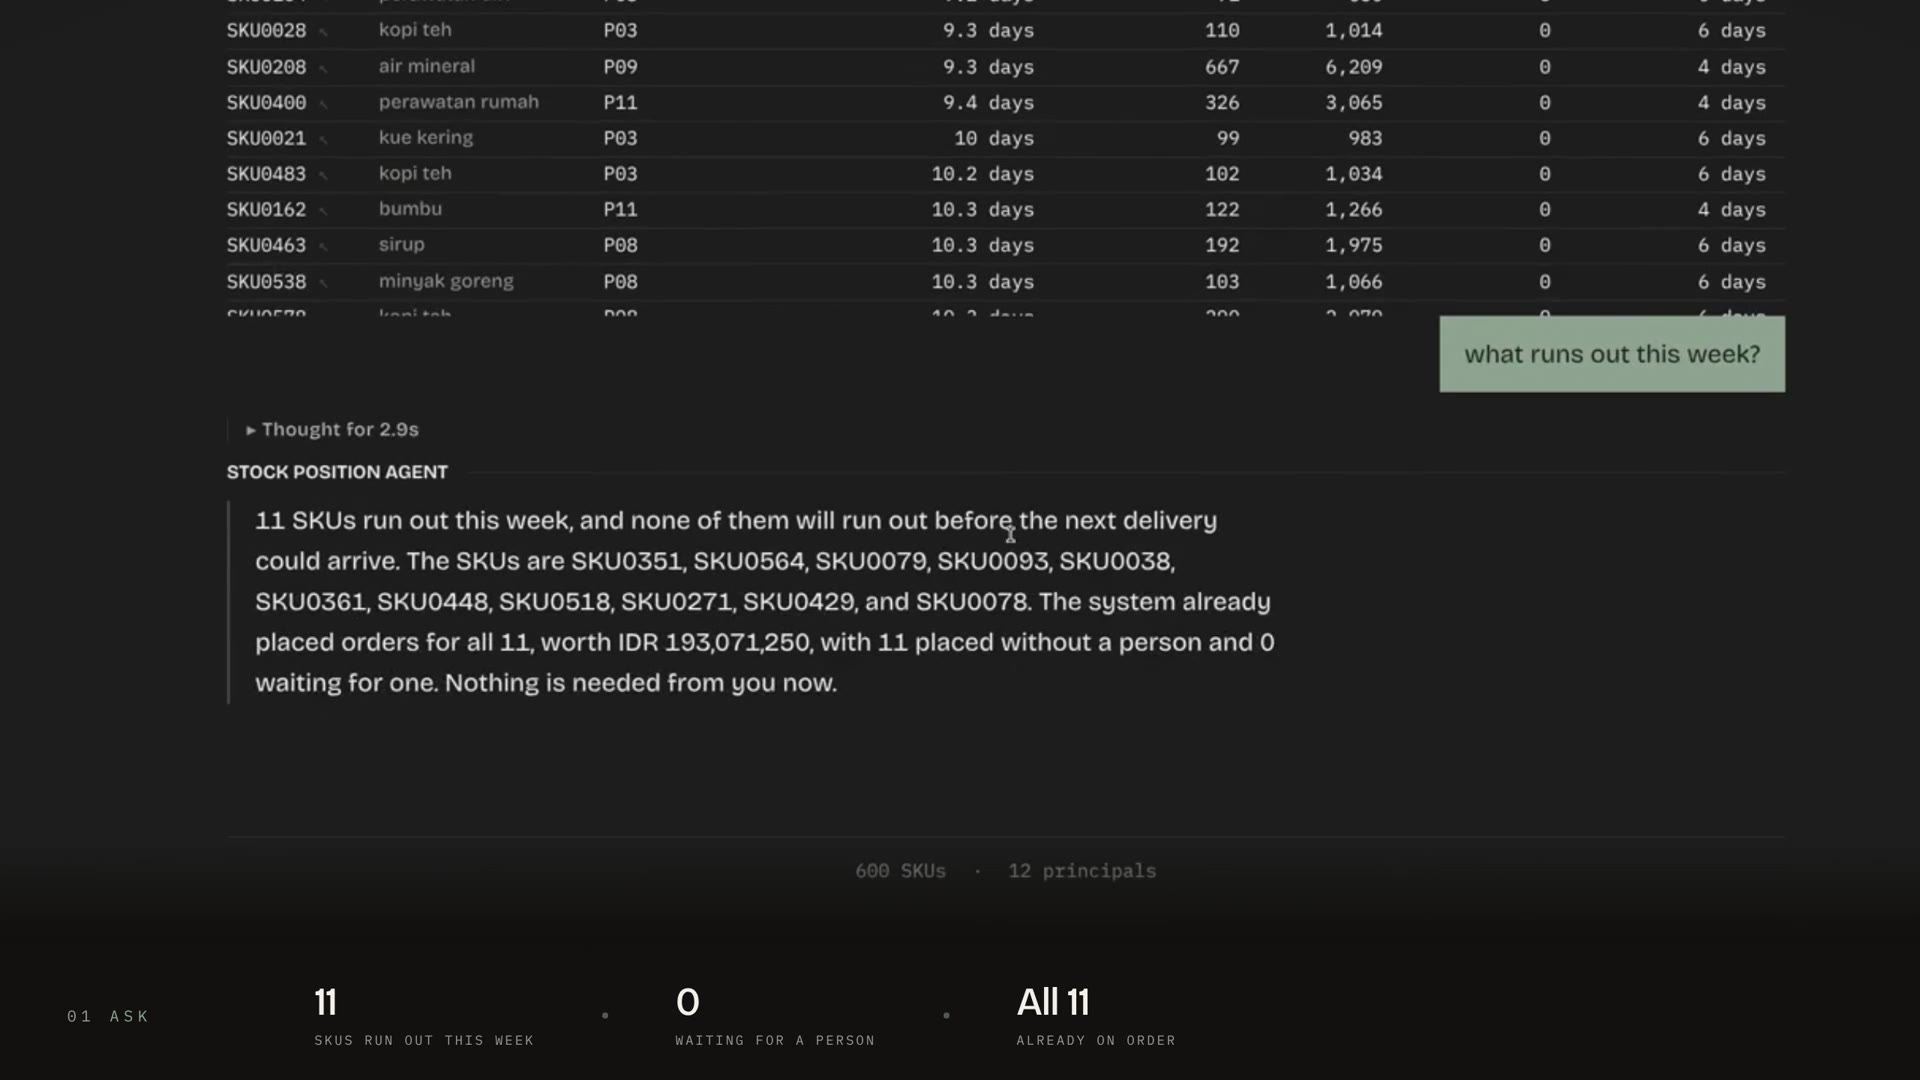 SKU0028 kopi teh P03 9.3 days 110 1,014 0 6 days
SKU0208 air mineral P09 9.3 days 667 6,209 0 4 days
SKU0400 perawatan rumah P11 9.4 days 326 3,065 0 4 days
SKU0021 kue kering P03 10 days 99 983 0 6 days
SKU0483 kopi teh P03 10.2 days 102 1,034 0 6 days
SKU0162 bumbu P11 10.3 days 122 1,266 0 4 days
SKU0463 sirup P08 10.3 days 192 1,975 0 6 days
SKU0538 minyak goreng P08 10.3 days 103 1,066 0 6 days
what runs out this week?
▸ Thought for 2.9s
STOCK POSITION AGENT
11 SKUs run out this week, and none of them will run out before the next delivery
could arrive. The SKUs are SKU0351, SKU0564, SKU0079, SKU0093, SKU0038,
SKU0361, SKU0448, SKU0518, SKU0271, SKU0429, and SKU0078. The system already
placed orders for all 11, worth IDR 193,071,250, with 11 placed without a person and 0
waiting for one. Nothing is needed from you now.
600 SKUs · 12 principals
01 ASK
11
SKUS RUN OUT THIS WEEK
0
WAITING FOR A PERSON
All 11
ALREADY ON ORDER